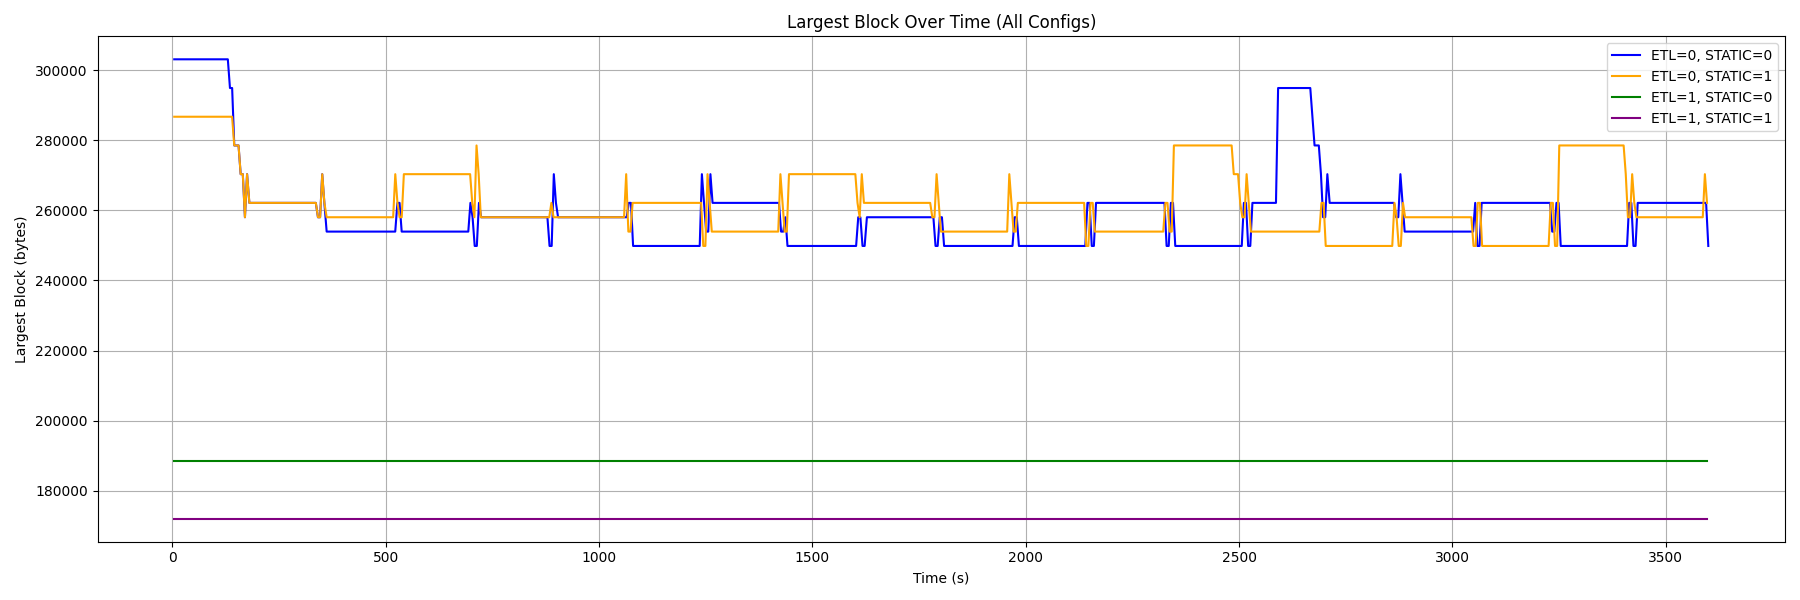 Largest Block Over Time (All Configs)
ETL=0, STATIC=0
ETL=0, STATIC=1
ETL=1, STATIC=0
ETL=1, STATIC=1
Largest Block (bytes)
300000
280000
260000
240000
220000
200000
180000
0 500 1000 1500 2000 2500 3000 3500
Time (s)